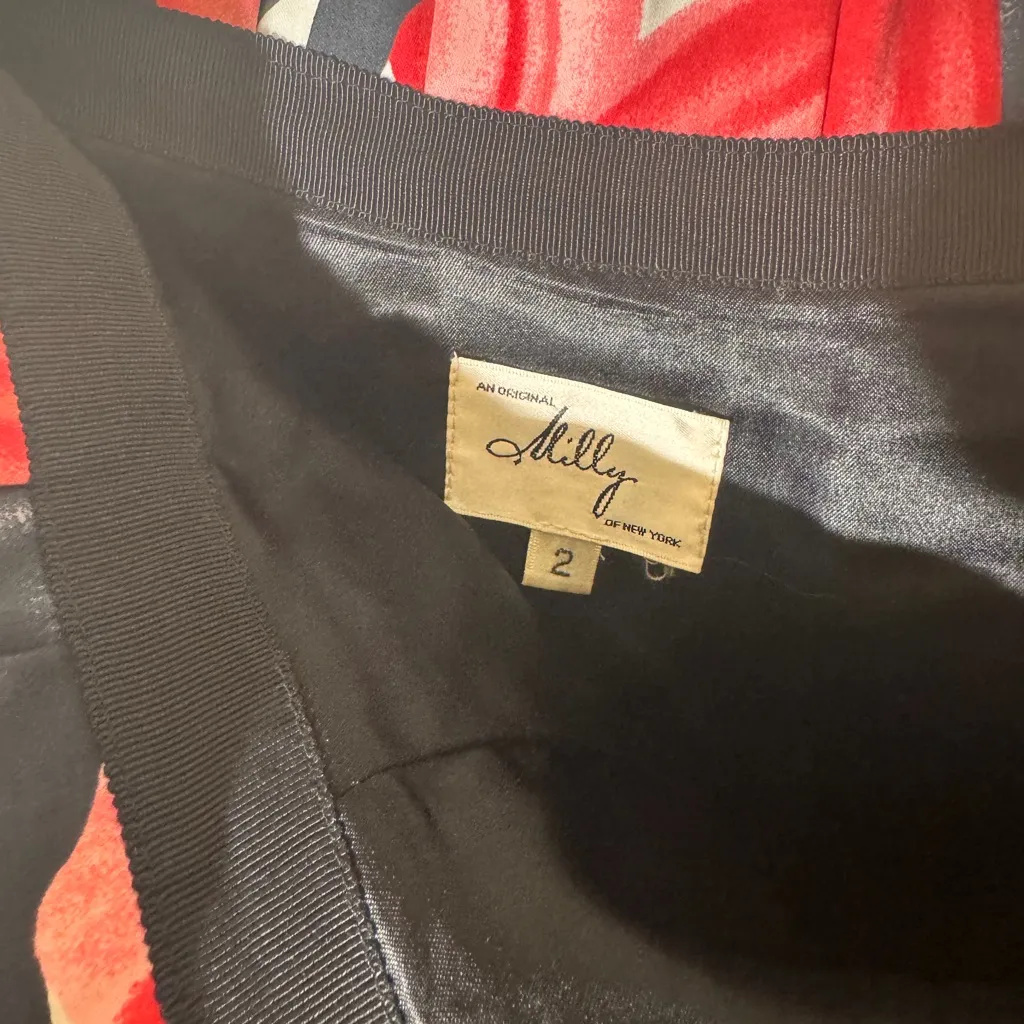 AN ORIGINAL
Milly
OF NEW YORK
2